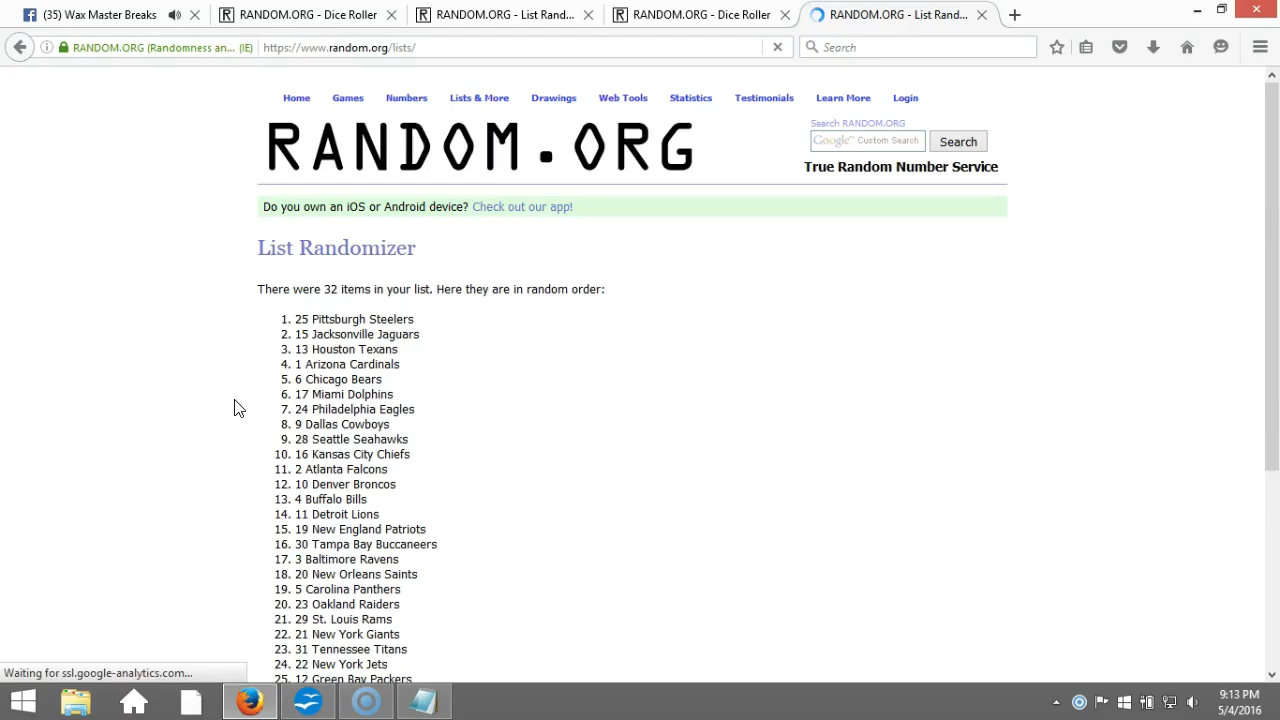 (35) Wax Master Breaks
RANDOM.ORG - Dice Roller
RANDOM.ORG - List Rand...
RANDOM.ORG - Dice Roller
RANDOM.ORG - List Rand...
RANDOM.ORG (Randomness an... (IE)
https://www.random.org/lists/
Search
Home Games Numbers Lists & More Drawings Web Tools Statistics Testimonials Learn More Login
Search RANDOM.ORG
RANDOM.ORG
Google™ Custom Search
Search
True Random Number Service
Do you own an iOS or Android device? Check out our app!
List Randomizer
There were 32 items in your list. Here they are in random order:
1. 25 Pittsburgh Steelers
2. 15 Jacksonville Jaguars
3. 13 Houston Texans
4. 1 Arizona Cardinals
5. 6 Chicago Bears
6. 17 Miami Dolphins
7. 24 Philadelphia Eagles
8. 9 Dallas Cowboys
9. 28 Seattle Seahawks
10. 16 Kansas City Chiefs
11. 2 Atlanta Falcons
12. 10 Denver Broncos
13. 4 Buffalo Bills
14. 11 Detroit Lions
15. 19 New England Patriots
16. 30 Tampa Bay Buccaneers
17. 3 Baltimore Ravens
18. 20 New Orleans Saints
19. 5 Carolina Panthers
20. 23 Oakland Raiders
21. 29 St. Louis Rams
22. 21 New York Giants
23. 31 Tennessee Titans
24. 22 New York Jets
25. 12 Green Bay Packers
Waiting for ssl.google-analytics.com...
9:13 PM
5/4/2016